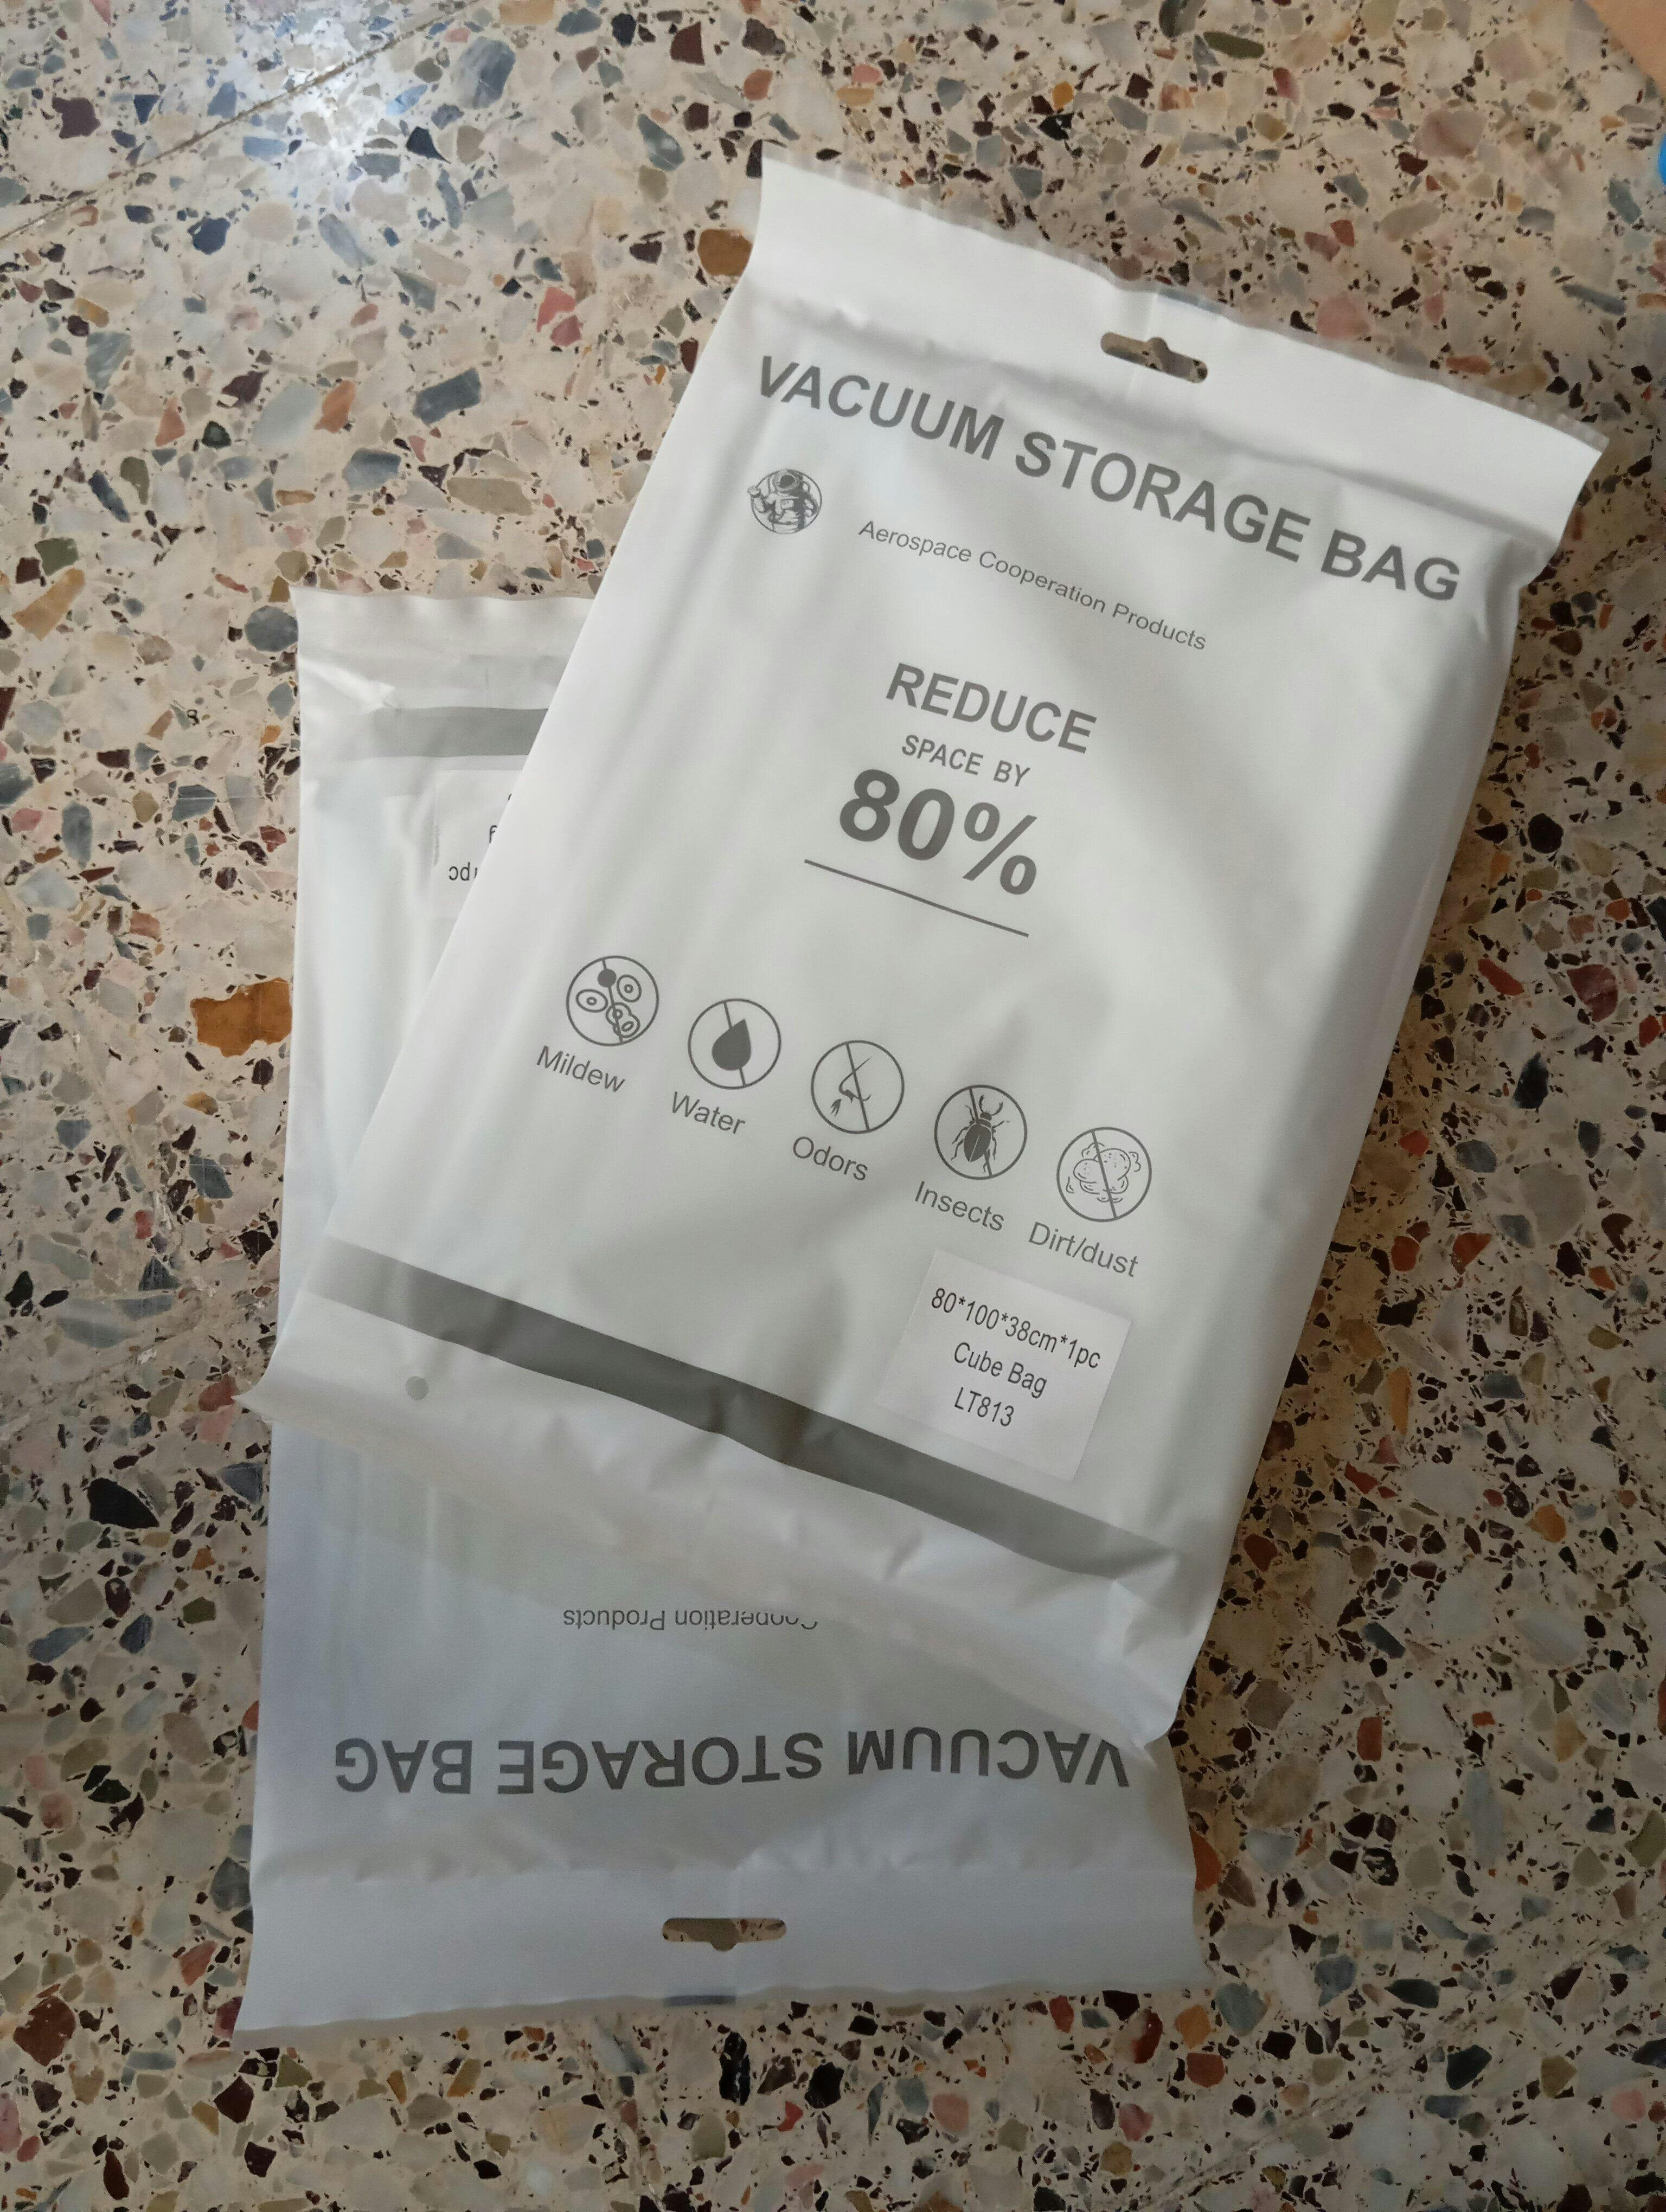 VACUUM STORAGE BAG
Aerospace Cooperation Products
REDUCE
SPACE BY
80%
Mildew
Water
Odors
Insects
Dirt/dust
80*100*38cm*1pc
Cube Bag
LT813
pc
Cooperation Products
VACUUM STORAGE BAG